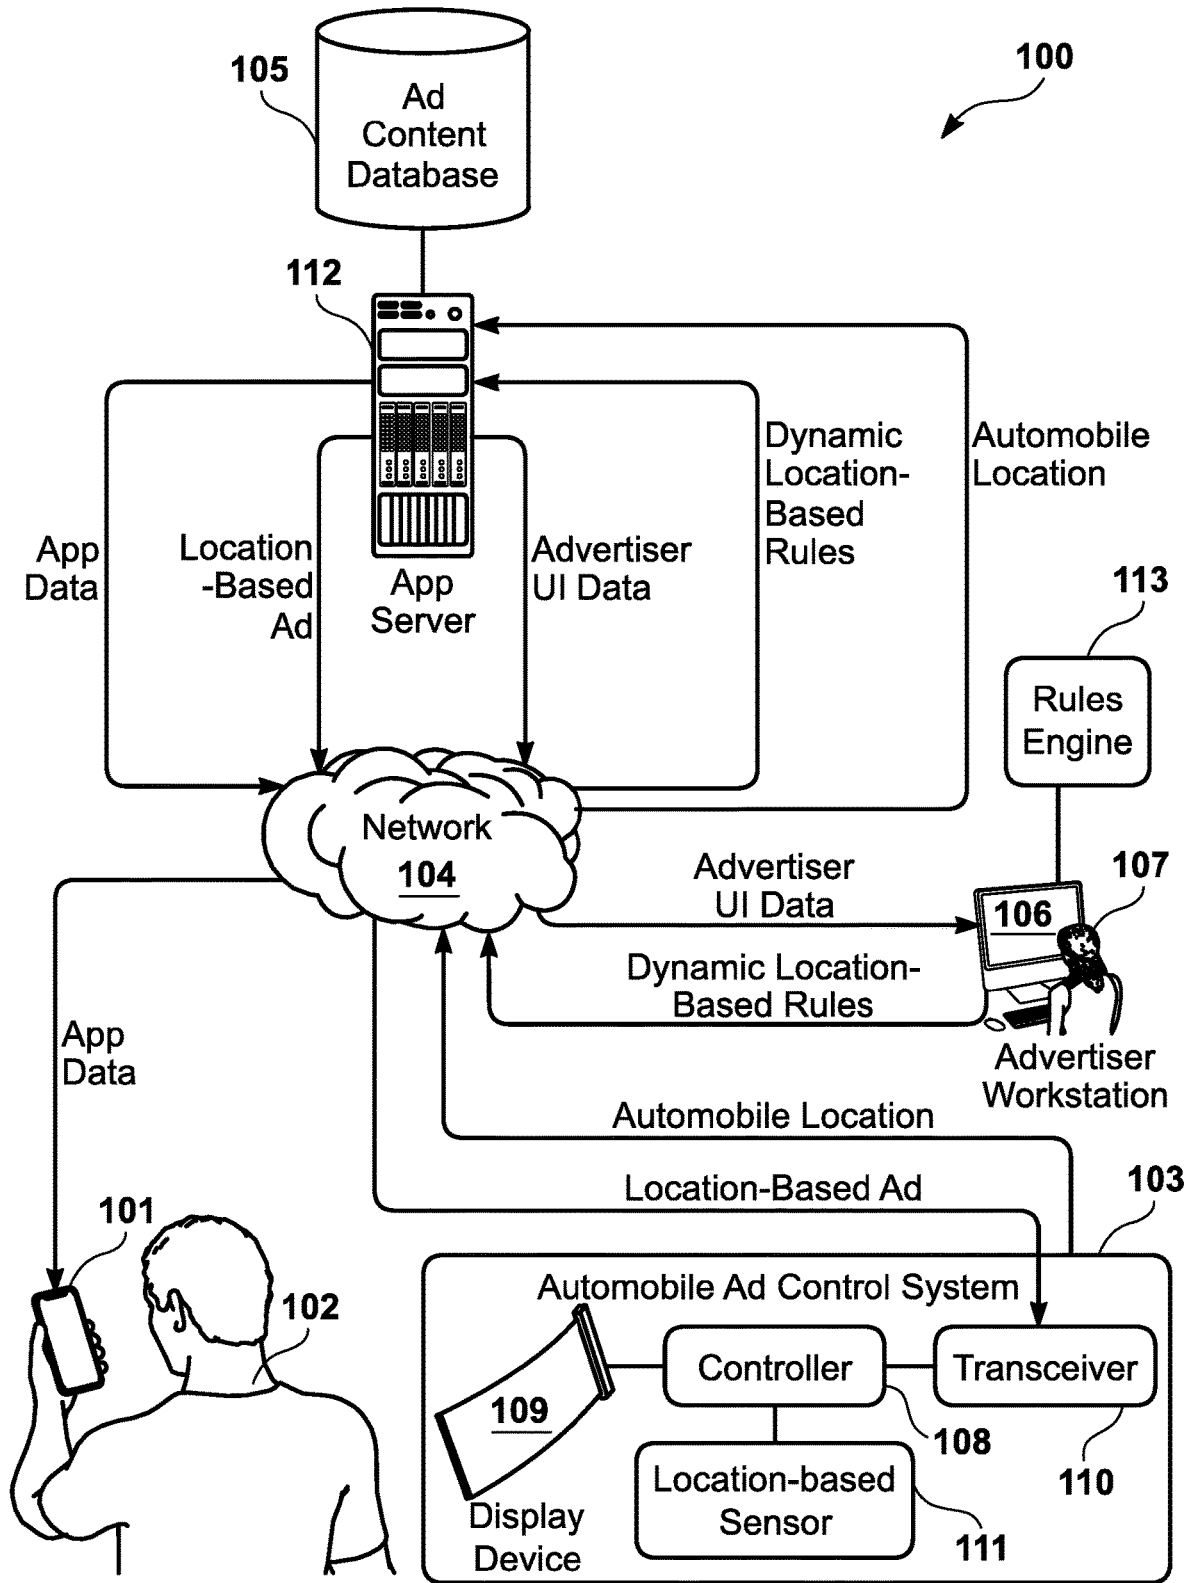 105
Ad
Content
Database
100
112
App
Server
App
Data
Location
-Based
Ad
Advertiser
UI Data
Dynamic
Location-
Based
Rules
Automobile
Location
113
Rules
Engine
Network
104
Advertiser
UI Data
106
107
Dynamic Location-
Based Rules
Advertiser
Workstation
App
Data
Automobile Location
Location-Based Ad
103
101
102
Automobile Ad Control System
109
Display
Device
Controller
108
Transceiver
110
Location-based
Sensor
111